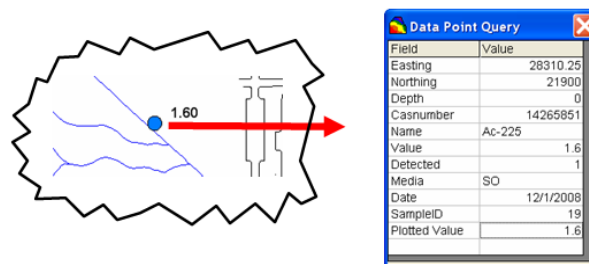 1.60
Data Point Query
Field Value
Easting 28310.25
Northing 21900
Depth 0
Casnumber 14265851
Name Ac-225
Value 1.6
Detected 1
Media SO
Date 12/1/2008
SampleID 19
Plotted Value 1.6